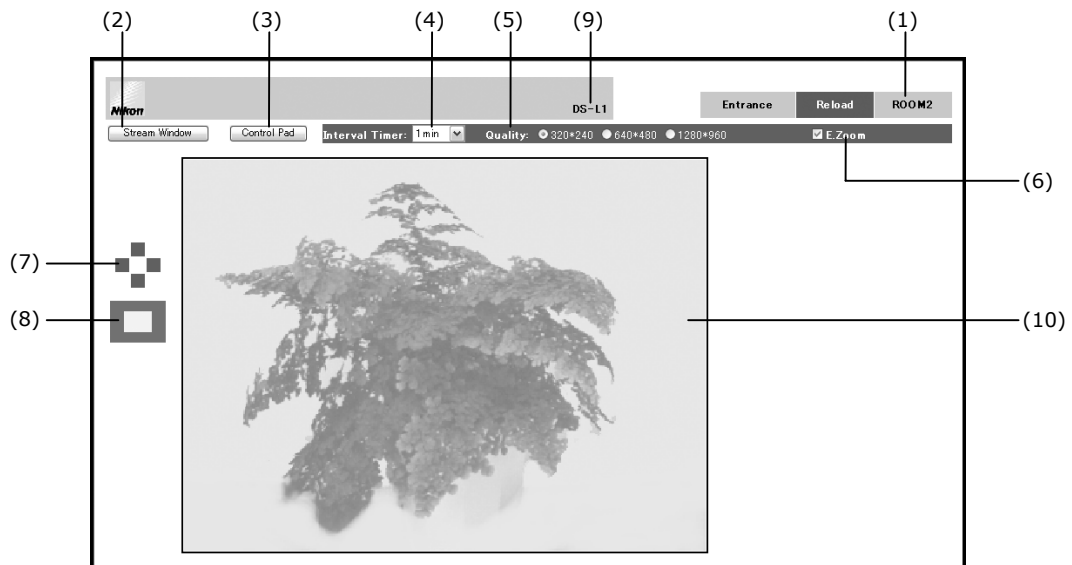 (2) (3) (4) (5) (9) (1)
Nikon
DS-L1
Entrance Reload ROOM2
Stream Window Control Pad Interval Timer: 1min Quality: 320*240 640*480 1280*960 E.Zoom
(6)
(7)
(8)
(10)